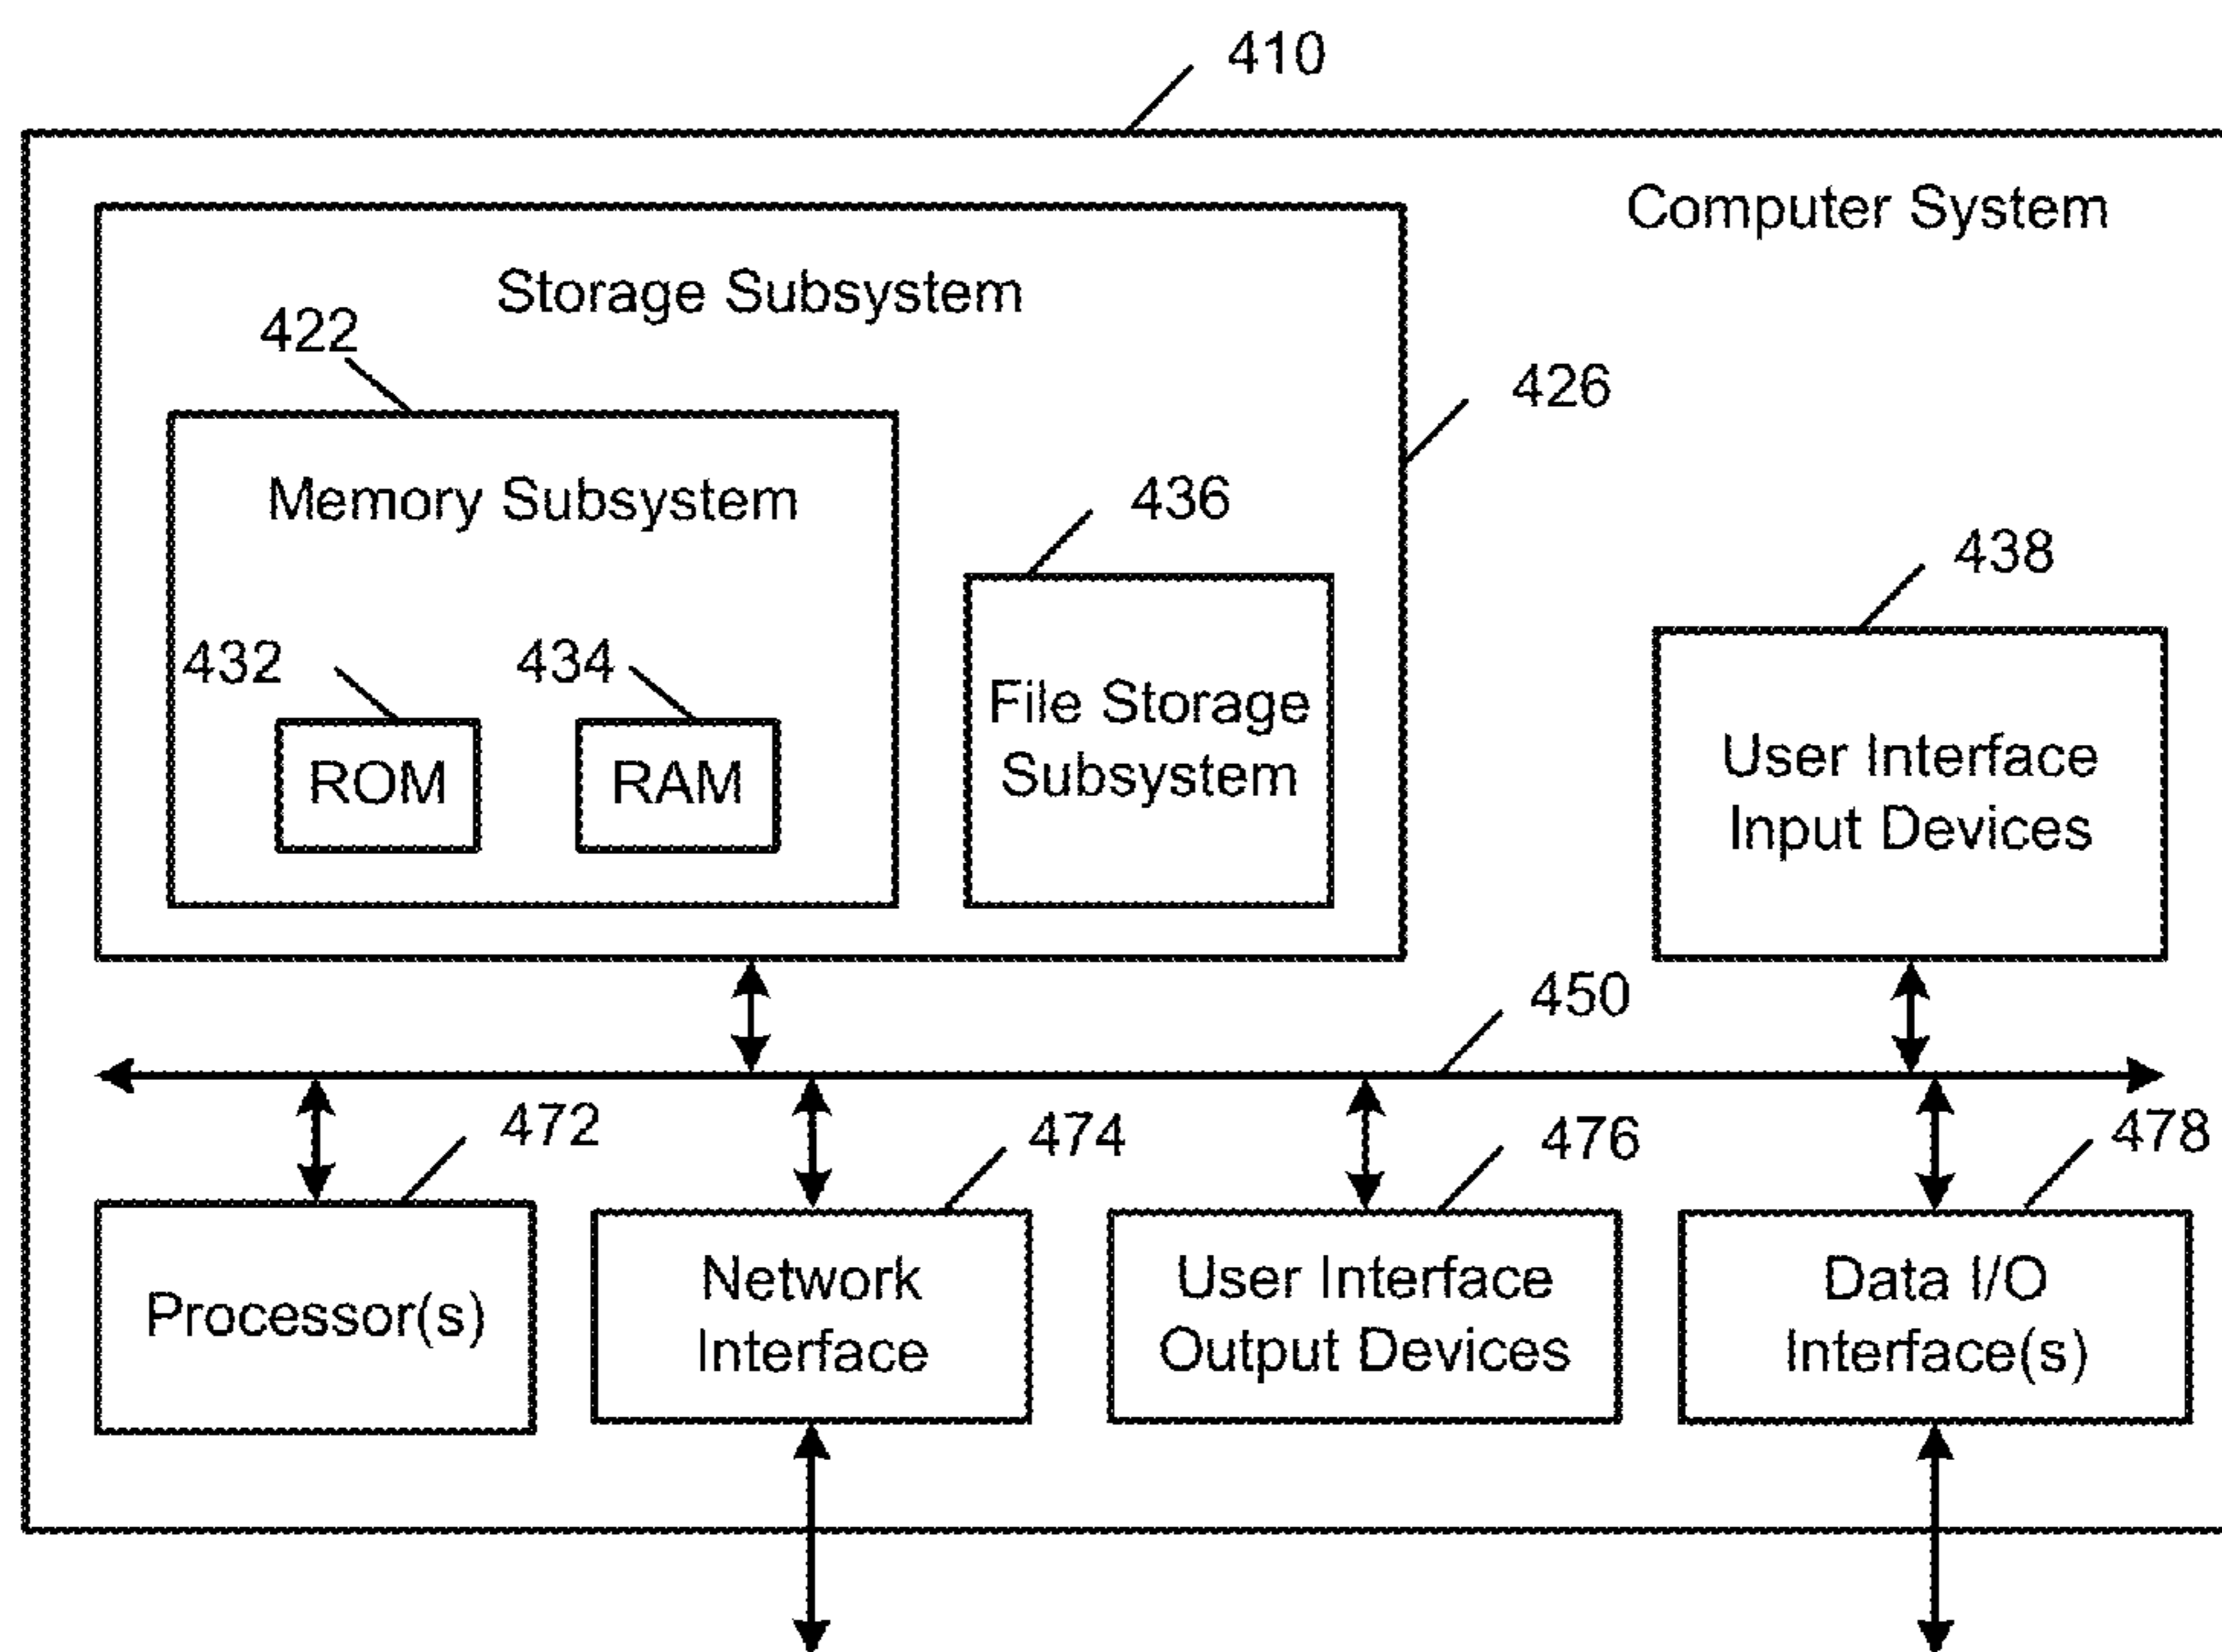 410
Computer System
Storage Subsystem
422
426
Memory Subsystem
436
438
432
434
File Storage
Subsystem
ROM
RAM
User Interface
Input Devices
450
472
474
476
478
Processor(s)
Network
Interface
User Interface
Output Devices
Data I/O
Interface(s)